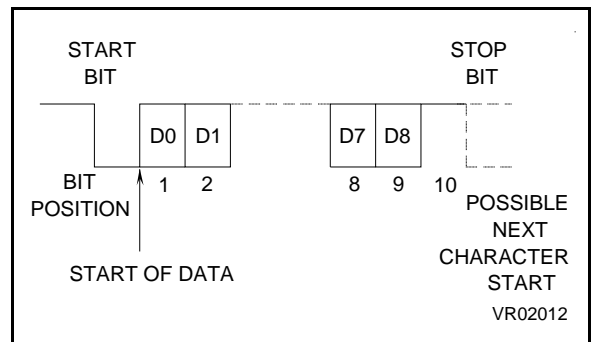 START
BIT
STOP
BIT
D0 D1 D7 D8
BIT
POSITION
1 2 8 9 10
POSSIBLE
NEXT
CHARACTER
START
START OF DATA
VR02012